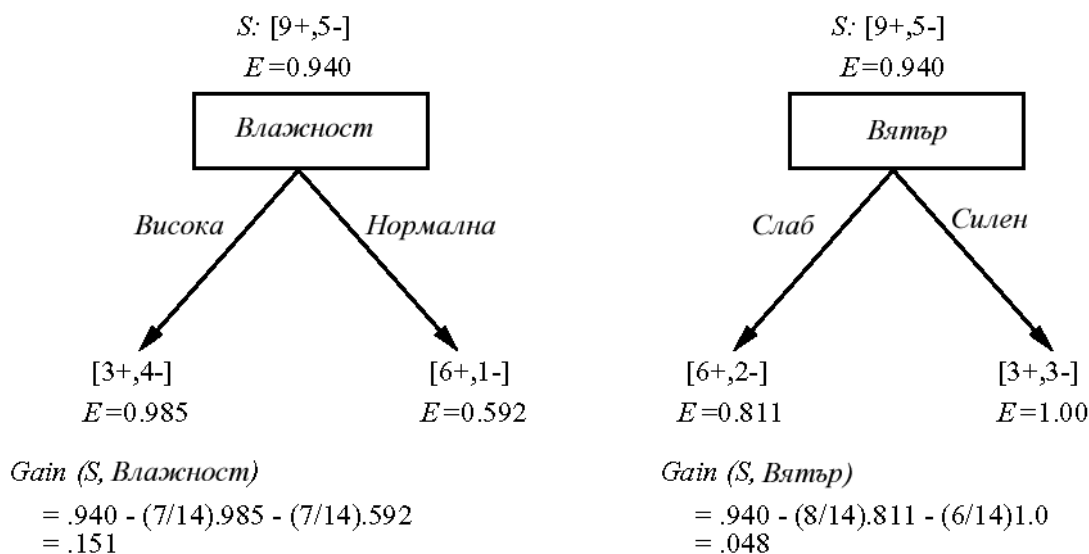 S: [9+,5-]
E=0.940
Влажност
Висока
Нормална
[3+,4-]
E=0.985
[6+,1-]
E=0.592
Gain (S, Влажност)
= .940 - (7/14).985 - (7/14).592
= .151
S: [9+,5-]
E=0.940
Вятър
Слаб
Силен
[6+,2-]
E=0.811
[3+,3-]
E=1.00
Gain (S, Вятър)
= .940 - (8/14).811 - (6/14)1.0
= .048